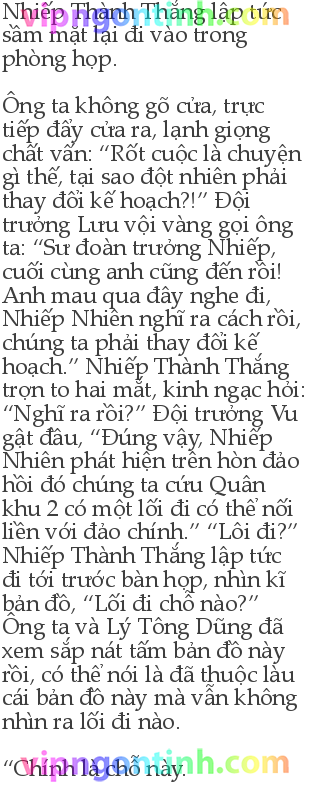 Nhiếp Thành Thắng lập tức
sầm mặt lại đi vào trong
phòng họp.
Ông ta không gõ cửa, trực
tiếp đẩy cửa ra, lạnh giọng
chất vấn: “Rốt cuộc là chuyện
gì thế, tại sao đột nhiên phải
thay đổi kế hoạch?!” Đội
trưởng Lưu vội vàng gọi ông
ta: “Sư đoàn trưởng Nhiếp,
cuối cùng anh cũng đến rồi!
Anh mau qua đây nghe đi,
Nhiếp Nhiên nghĩ ra cách rồi,
chúng ta phải thay đổi kế
hoạch.” Nhiếp Thành Thắng
trợn to hai mắt, kinh ngạc hỏi:
“Nghĩ ra rồi?” Đội trưởng Vu
gật đầu, “Đúng vậy, Nhiếp
Nhiên phát hiện trên hòn đảo
hồi đó chúng ta cứu Quân
khu 2 có một lối đi có thể nối
liền với đảo chính.” “Lôi đi?”
Nhiếp Thành Thắng lập tức
đi tới trước bàn họp, nhìn kĩ
bản đồ, “Lối đi chỗ nào?”
Ông ta và Lý Tông Dũng đã
xem sắp nát tấm bản đồ này
rồi, có thể nói là đã thuộc làu
cái bản đồ này mà vẫn không
nhìn ra lối đi nào.
“Chính là chỗ này.
vipngontinh.com
vipngontinh.com